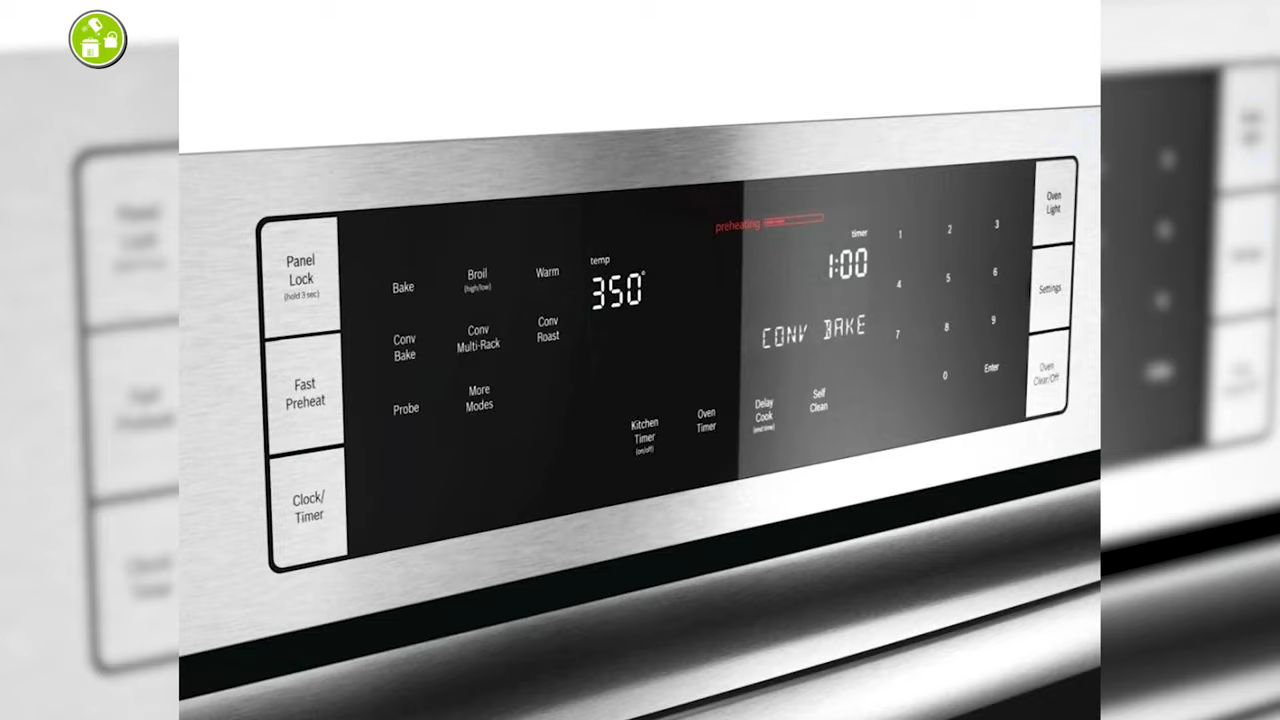 Panel
Lock
(hold 3 sec)
Fast
Preheat
Clock/
Timer
Bake
Broil
(high/low)
Warm
Conv
Bake
Conv
Multi-Rack
Conv
Roast
Probe
More
Modes
temp
350°
preheating
timer
1:00
CONV BAKE
Kitchen
Timer
(on/off)
Oven
Timer
Delay
Cook
(end time)
Self
Clean
1 2 3
4 5 6
7 8 9
0 Enter
Oven
Light
Settings
Oven
Clear/Off